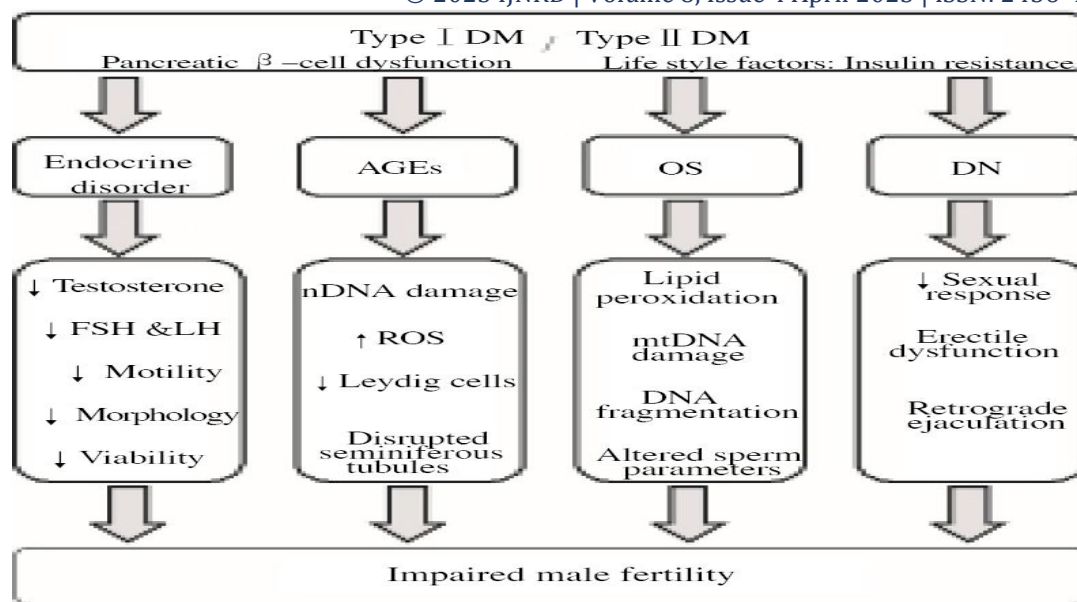 Type I DM , Type II DM
Pancreatic β-cell dysfunction Life style factors: Insulin resistance
Endocrine
disorder
AGEs
OS
DN
↓ Testosterone
↓ FSH &LH
↓ Motility
↓ Morphology
↓ Viability
nDNA damage
↑ ROS
↓ Leydig cells
Disrupted
seminiferous
tubules
Lipid
peroxidation
mtDNA
damage
DNA
fragmentation
Altered sperm
parameters
↓ Sexual
response
Erectile
dysfunction
Retrograde
ejaculation
Impaired male fertility